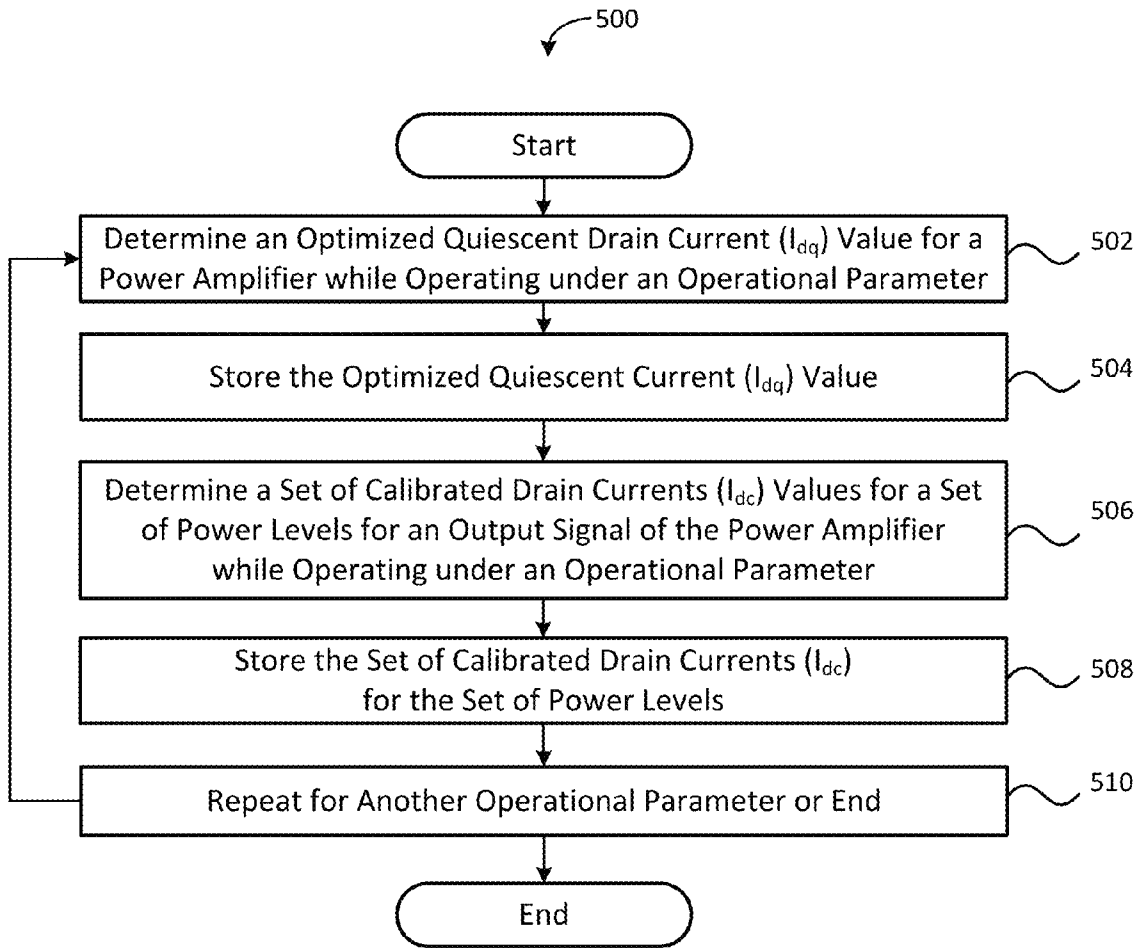 500
Start
Determine an Optimized Quiescent Drain Current (Idq) Value for a
Power Amplifier while Operating under an Operational Parameter
502
Store the Optimized Quiescent Current (Idq) Value
504
Determine a Set of Calibrated Drain Currents (Idc) Values for a Set
of Power Levels for an Output Signal of the Power Amplifier
while Operating under an Operational Parameter
506
Store the Set of Calibrated Drain Currents (Idc)
for the Set of Power Levels
508
Repeat for Another Operational Parameter or End
510
End